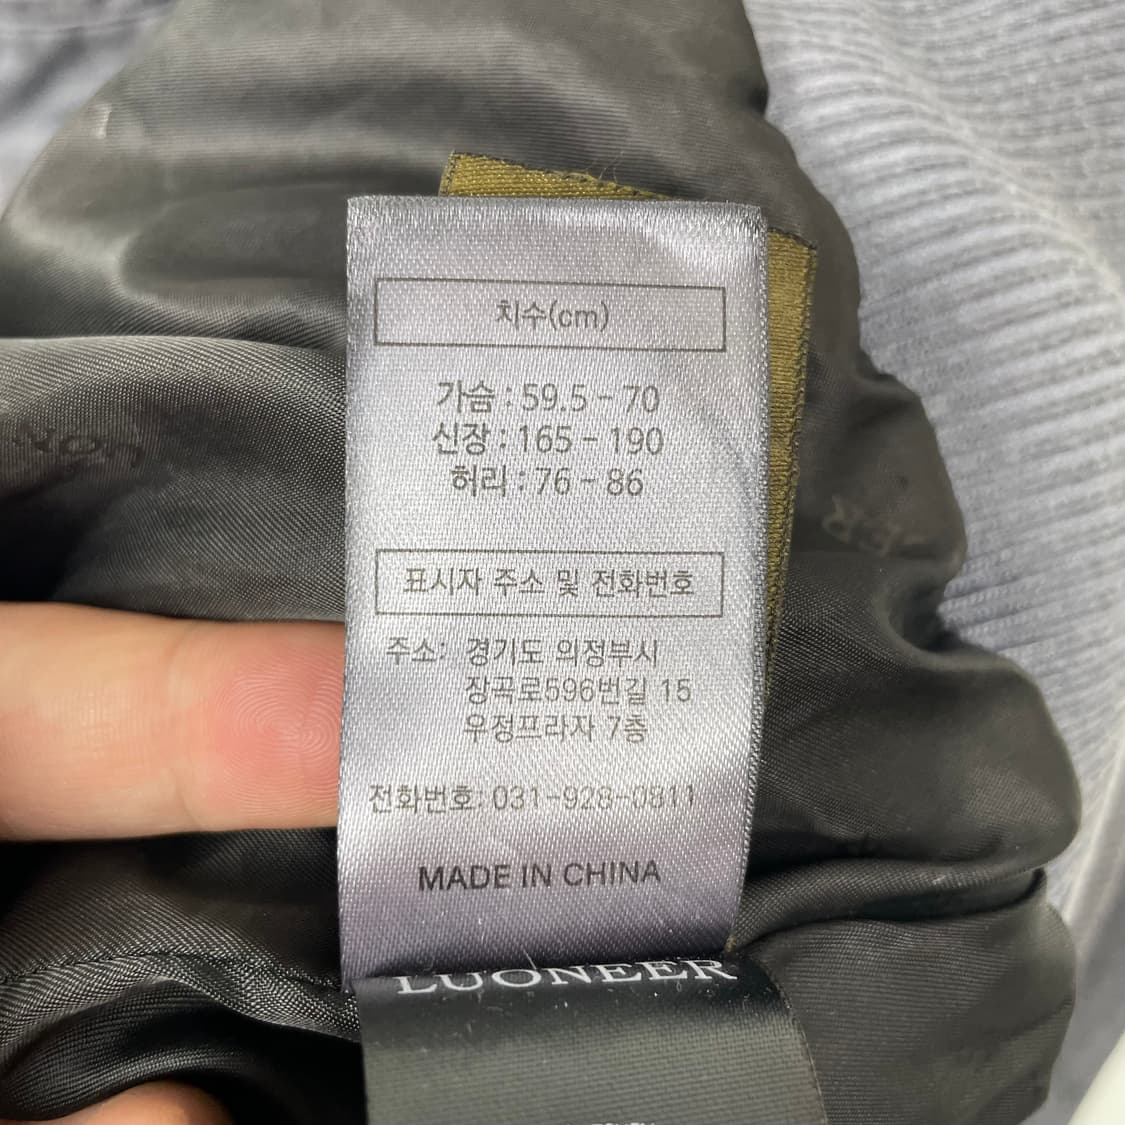 치수(cm)
가슴 : 59.5 - 70
신장 : 165 - 190
허리 : 76 - 86
표시자 주소 및 전화번호
주소: 경기도 의정부시
장곡로596번길 15
우정프라자 7층
전화번호: 031-928-0811
MADE IN CHINA
LUONEER